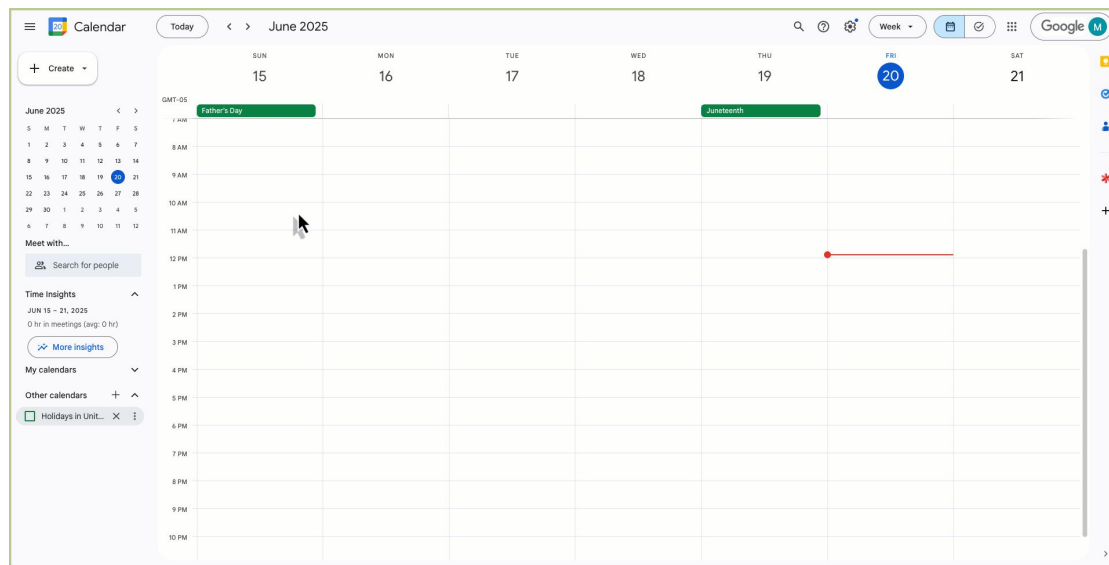 20 Calendar
Today
June 2025
Week
Google M
Create
June 2025
S M T W T F S
1 2 3 4 5 6 7
8 9 10 11 12 13 14
15 16 17 18 19 20 21
22 23 24 25 26 27 28
29 30 1 2 3 4 5
6 7 8 9 10 11 12
Meet with...
Search for people
Time Insights
JUN 15 – 21, 2025
0 hr in meetings (avg: 0 hr)
More insights
My calendars
Other calendars
Holidays in Unit...
SUN MON TUE WED THU FRI SAT
15 16 17 18 19 20 21
GMT-05
Father's Day Juneteenth
7 AM
8 AM
9 AM
10 AM
11 AM
12 PM
1 PM
2 PM
3 PM
4 PM
5 PM
6 PM
7 PM
8 PM
9 PM
10 PM